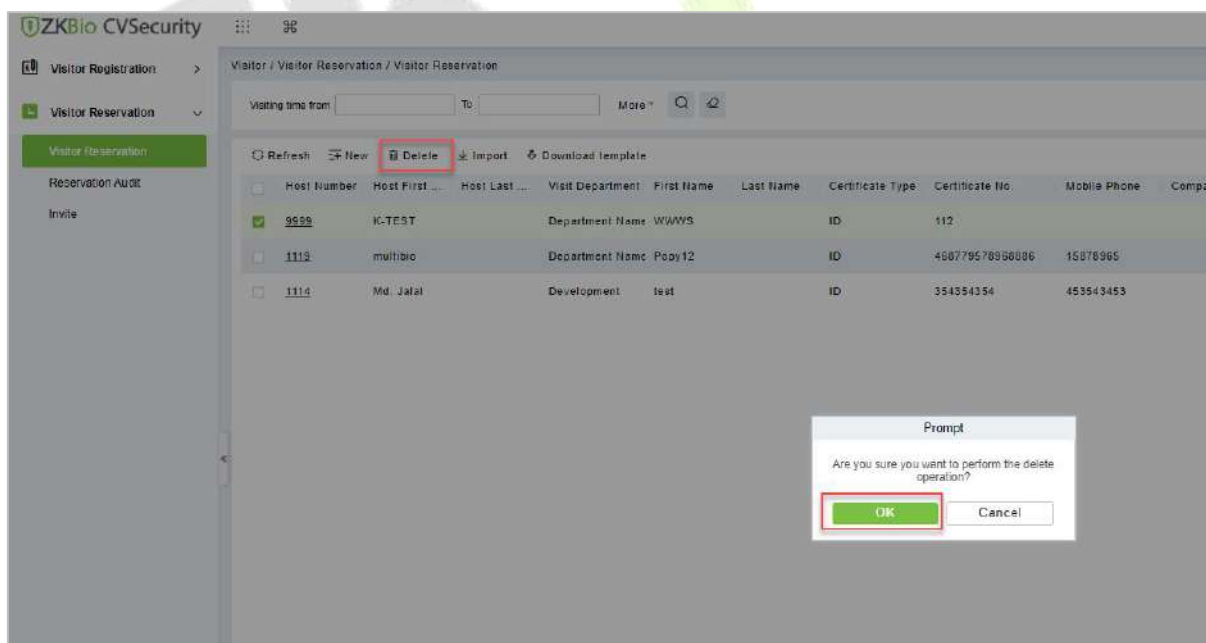 ZKBio CVSecurity
Visitor Registration
Visitor Reservation
Visitor Reservation
Reservation Audit
Invite
Visitor / Visitor Reservation / Visitor Reservation
Visiting time from To More
Refresh New Delete Import Download template
Host Number Host First ... Host Last ... Visit Department First Name Last Name Certificate Type Certificate No Mobile Phone Compa
9999 K-TEST Department Name WWWS ID 112
multibio Department Name Popy12 ID 15878965
1114 Md. Jalal Development test ID 354354354 453543453
Prompt
Are you sure you want to perform the delete
operation?
OK Cancel